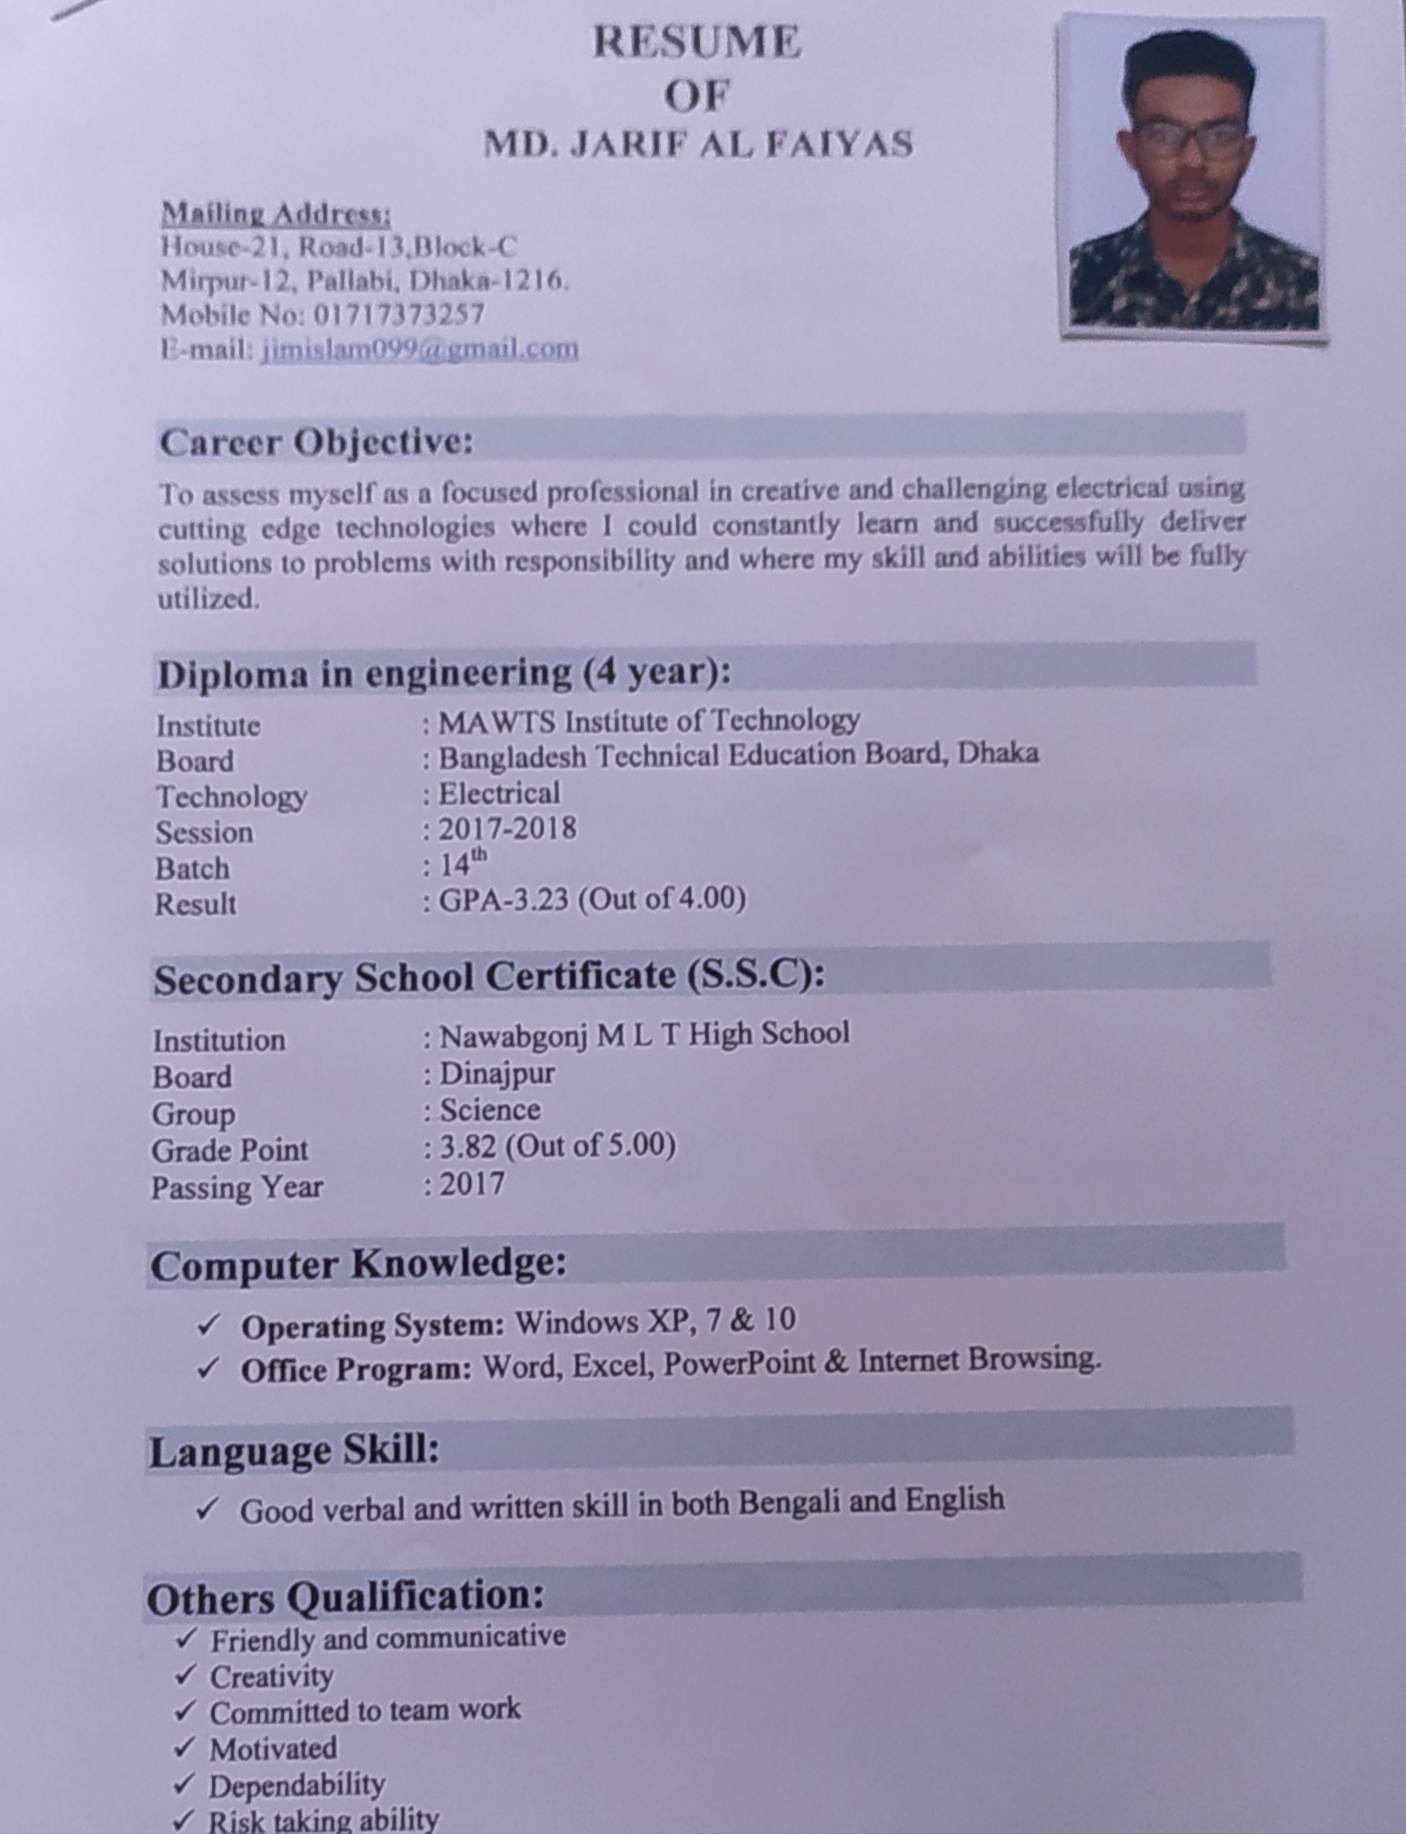 RESUME
OF
MD. JARIF AL FAIYAS
Mailing Address:
House-21, Road-13,Block-C
Mirpur-12, Pallabi, Dhaka-1216.
Mobile No: 01717373257
E-mail: jimislam099@gmail.com
Career Objective:
To assess myself as a focused professional in creative and challenging electrical using
cutting edge technologies where I could constantly learn and successfully deliver
solutions to problems with responsibility and where my skill and abilities will be fully
utilized.
Diploma in engineering (4 year):
Institute : MAWTS Institute of Technology
Board : Bangladesh Technical Education Board, Dhaka
Technology : Electrical
Session : 2017-2018
Batch : 14th
Result : GPA-3.23 (Out of 4.00)
Secondary School Certificate (S.S.C):
Institution : Nawabgonj M L T High School
Board : Dinajpur
Group : Science
Grade Point : 3.82 (Out of 5.00)
Passing Year : 2017
Computer Knowledge:
✓ Operating System: Windows XP, 7 & 10
✓ Office Program: Word, Excel, PowerPoint & Internet Browsing.
Language Skill:
✓ Good verbal and written skill in both Bengali and English
Others Qualification:
✓ Friendly and communicative
✓ Creativity
✓ Committed to team work
✓ Motivated
✓ Dependability
✓ Risk taking ability